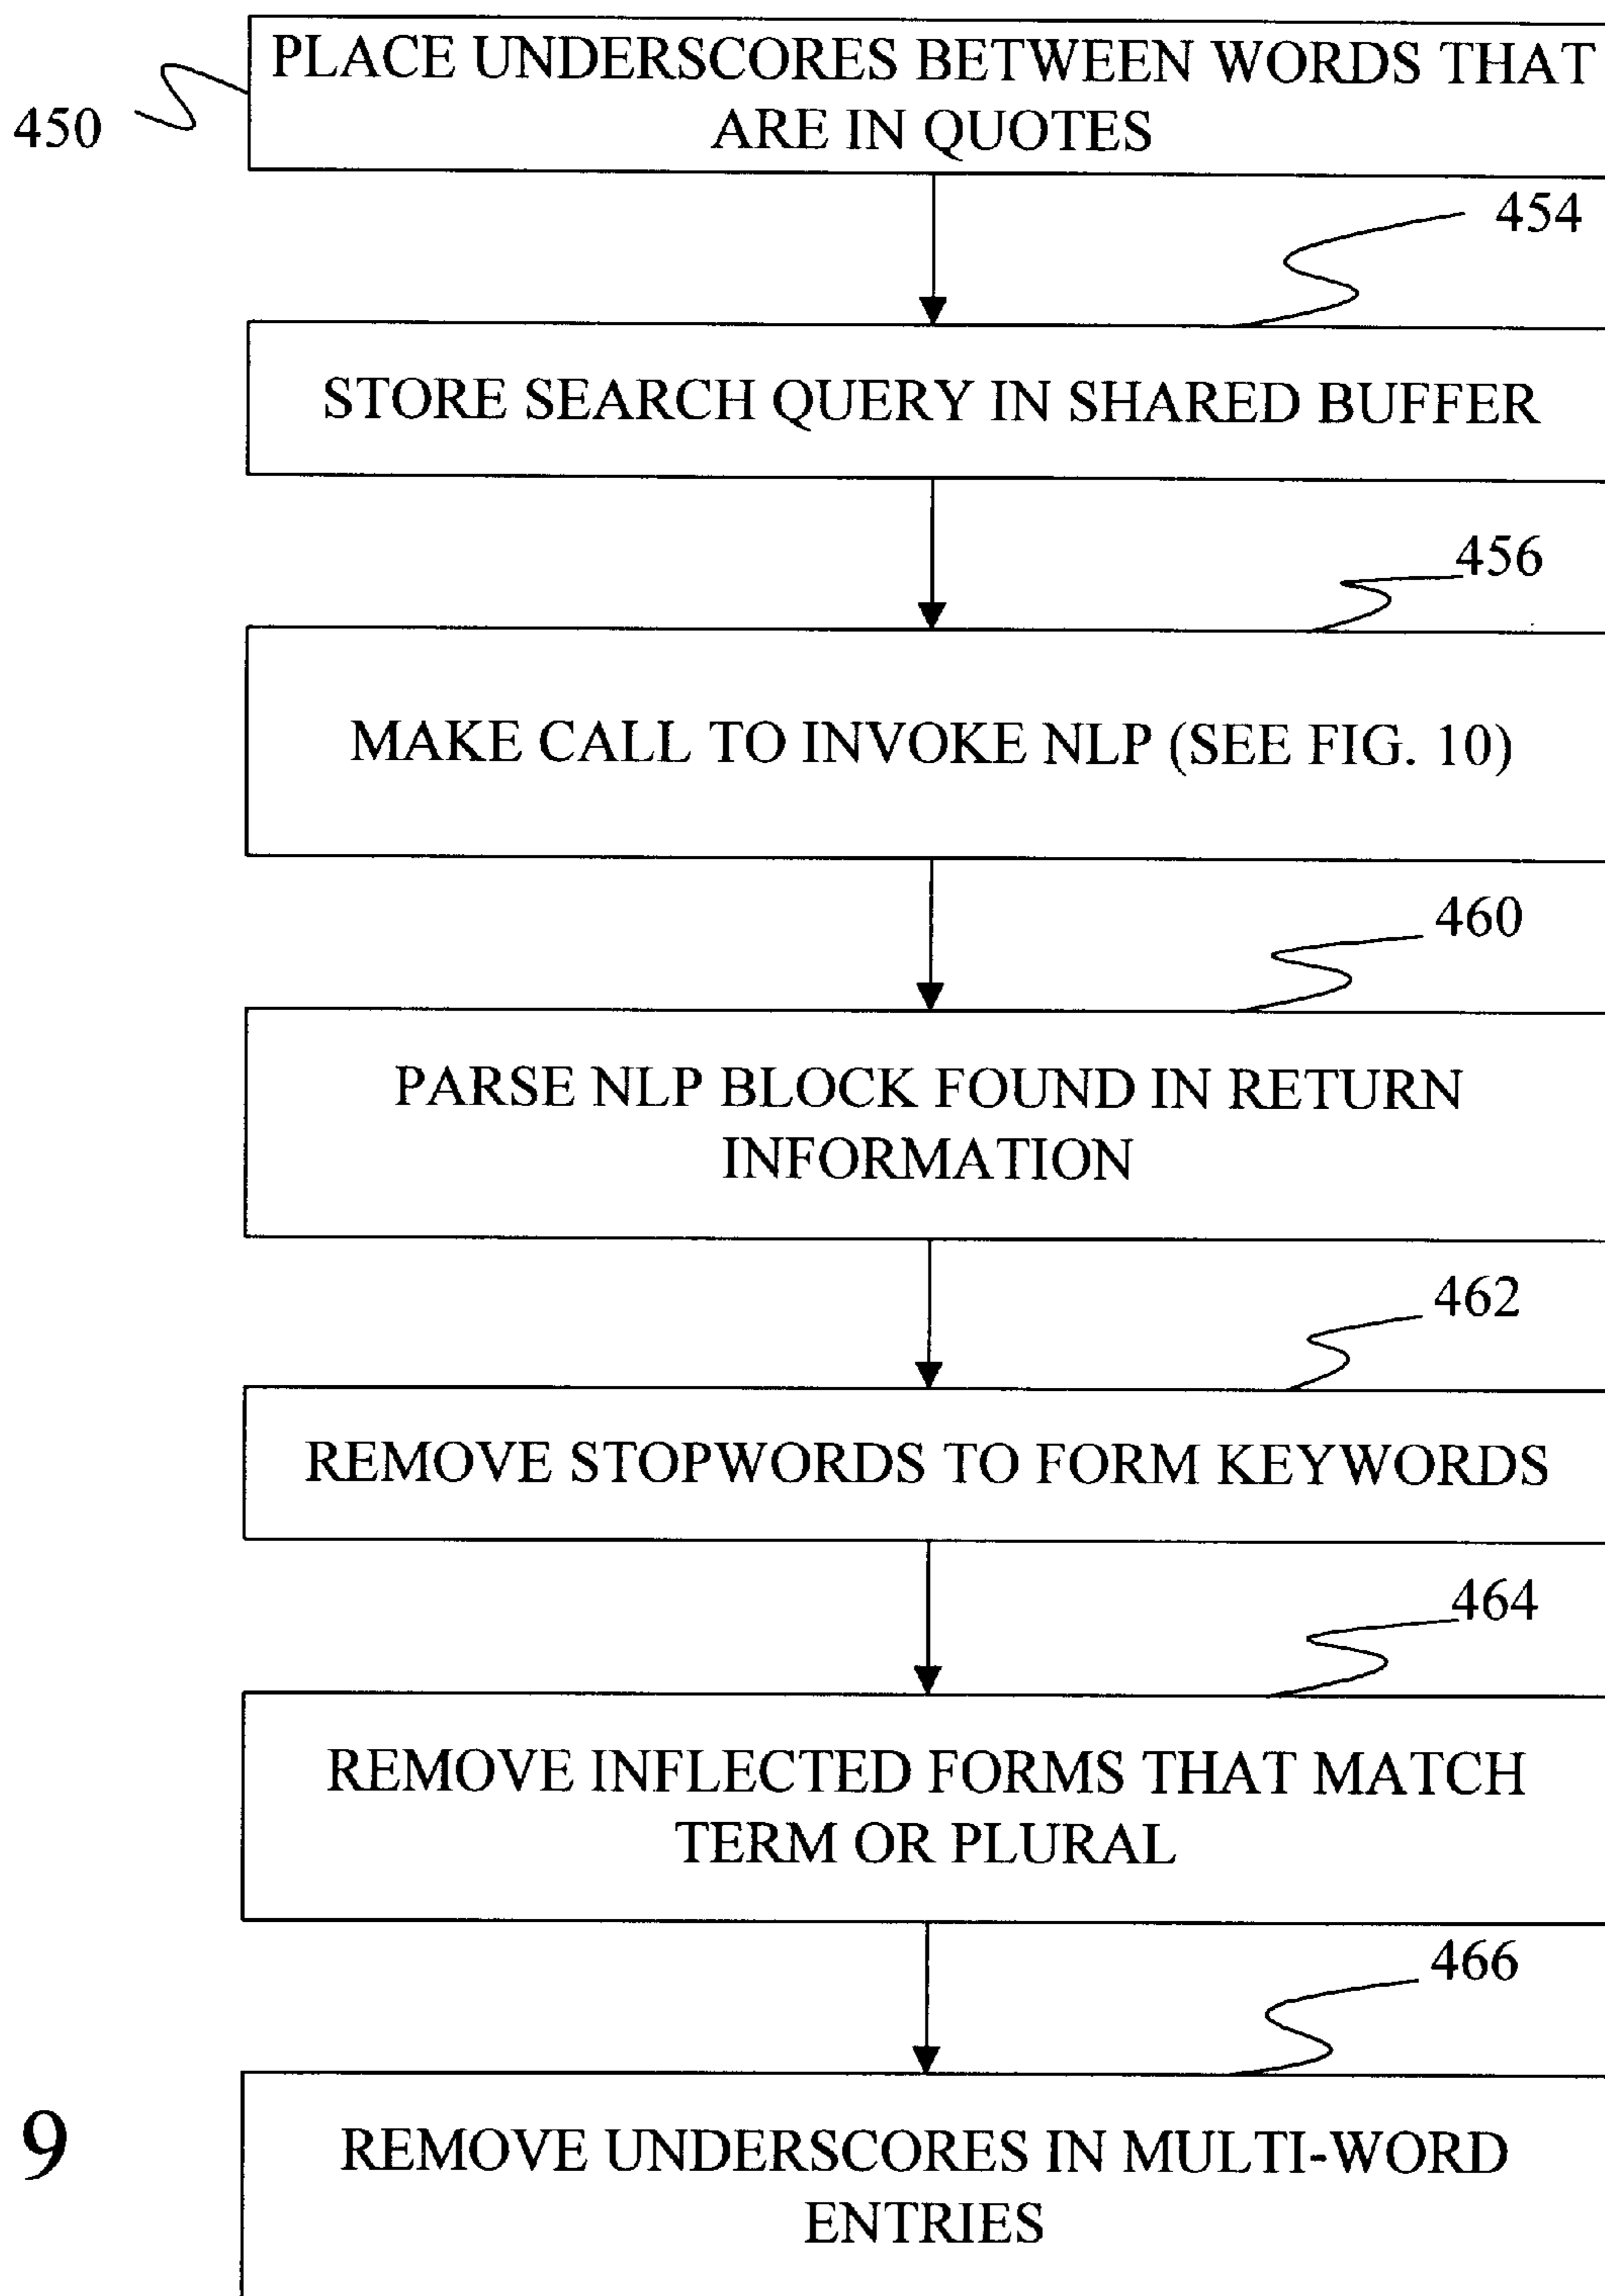 PLACE UNDERSCORES BETWEEN WORDS THAT
ARE IN QUOTES
450
454
STORE SEARCH QUERY IN SHARED BUFFER
456
MAKE CALL TO INVOKE NLP (SEE FIG. 10)
460
PARSE NLP BLOCK FOUND IN RETURN
INFORMATION
462
REMOVE STOPWORDS TO FORM KEYWORDS
464
REMOVE INFLECTED FORMS THAT MATCH
TERM OR PLURAL
466
9
REMOVE UNDERSCORES IN MULTI-WORD
ENTRIES